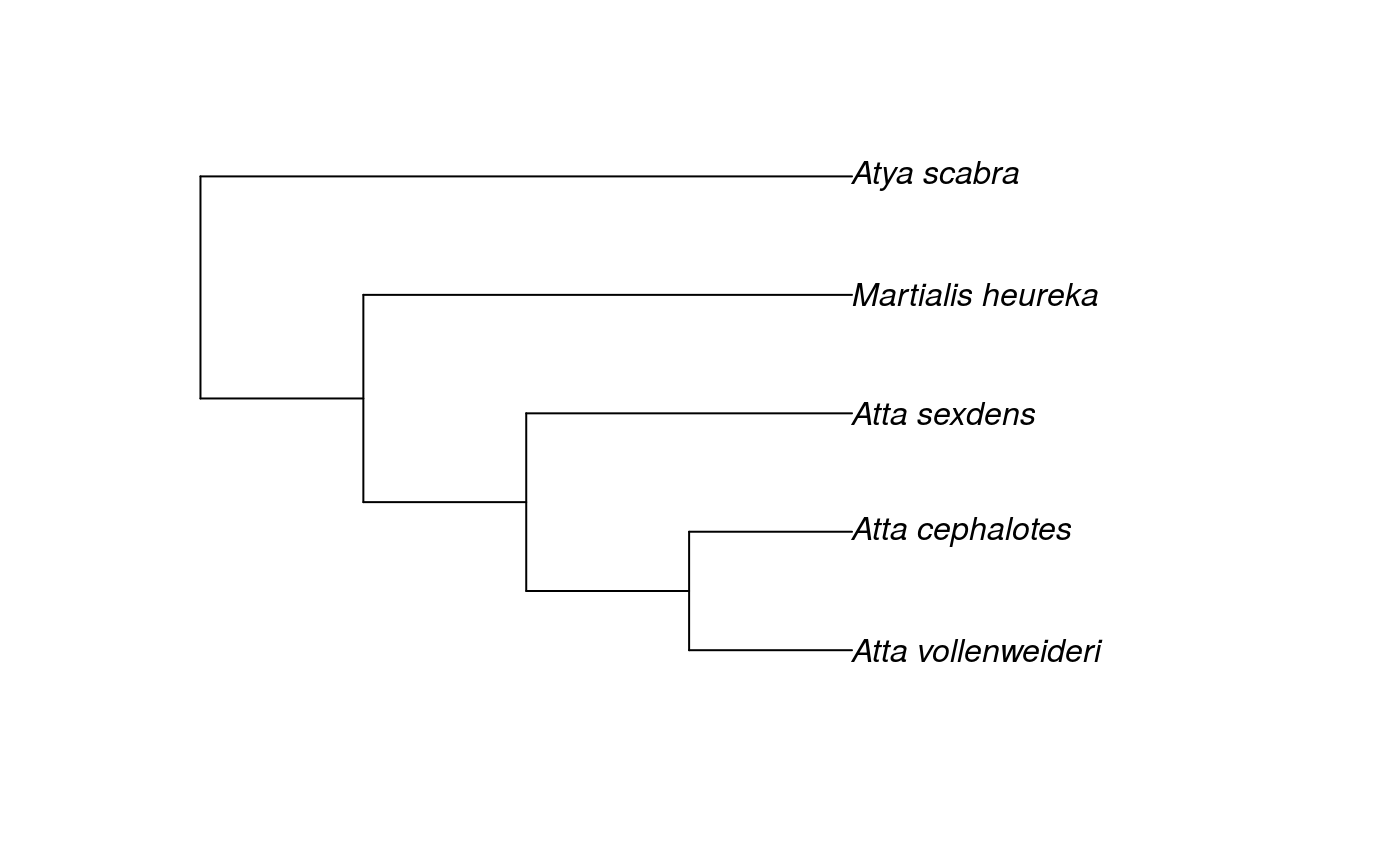 Atya scabra
Martialis heureka
Atta sexdens
Atta cephalotes
Atta vollenweideri